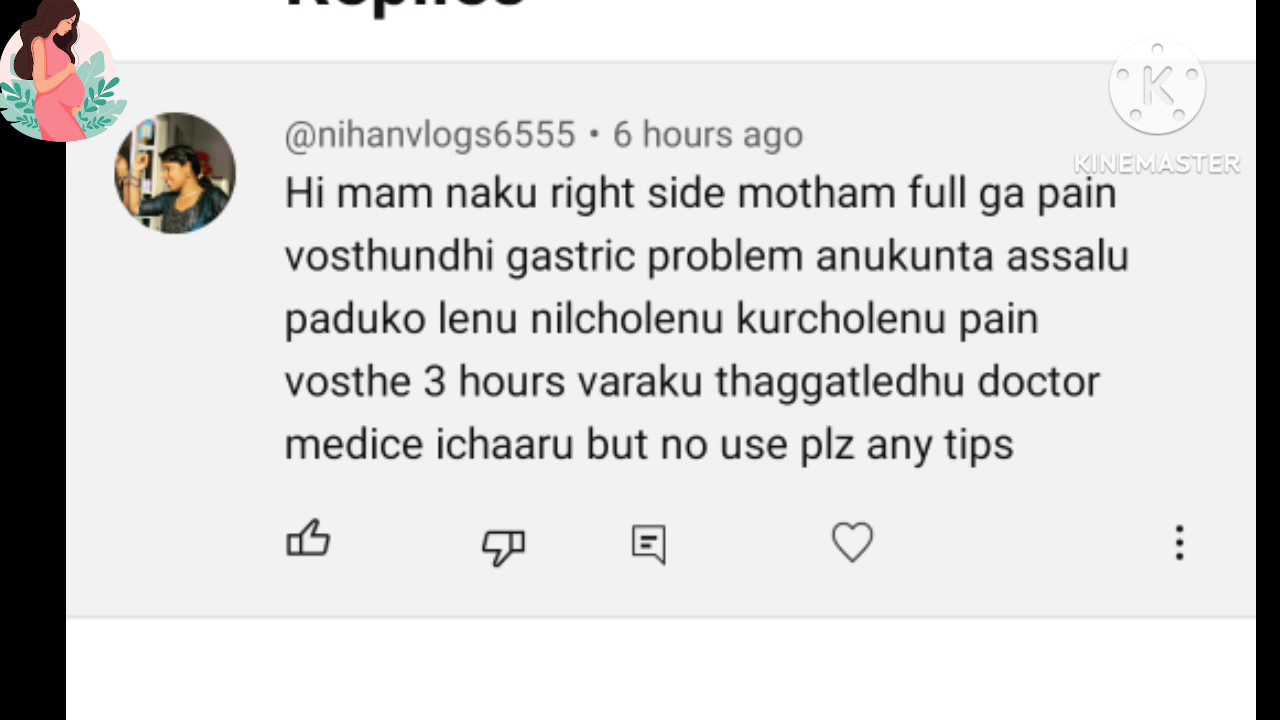 Replies
@nihanvlogs6555 • 6 hours ago
Hi mam naku right side motham full ga pain
vosthundhi gastric problem anukunta assalu
paduko lenu nilcholenu kurcholenu pain
vosthe 3 hours varaku thaggatledhu doctor
medice ichaaru but no use plz any tips
K
KINEMASTER